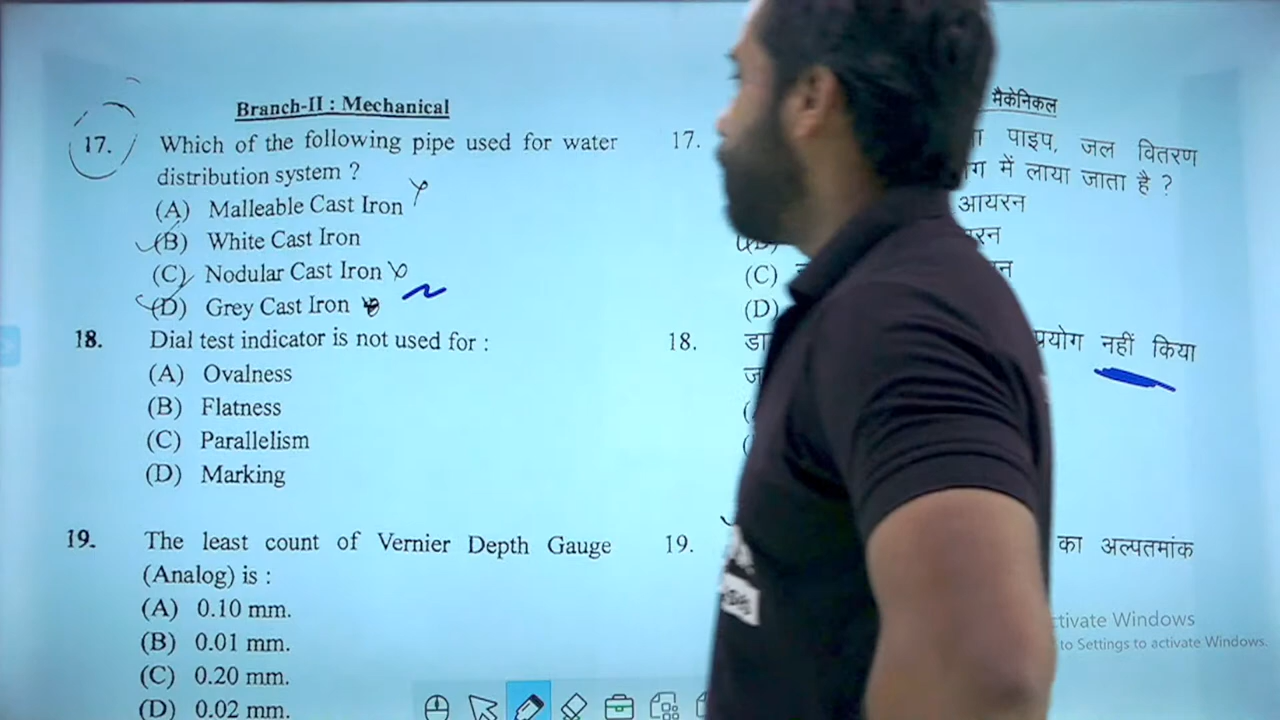 Branch-II : Mechanical
17. Which of the following pipe used for water
distribution system ?
(A) Malleable Cast Iron
(B) White Cast Iron
(C) Nodular Cast Iron
(D) Grey Cast Iron
18. Dial test indicator is not used for :
(A) Ovalness
(B) Flatness
(C) Parallelism
(D) Marking
19. The least count of Vernier Depth Gauge
(Analog) is :
(A) 0.10 mm.
(B) 0.01 mm.
(C) 0.20 mm.
(D) 0.02 mm.
मैकेनिकल
17. पाइप, जल वितरण
में लाया जाता है ?
आयरन
(C)
(D)
18. प्रयोग नहीं किया
19. का अल्पतमांक
Windows
to Settings to activate Windows.